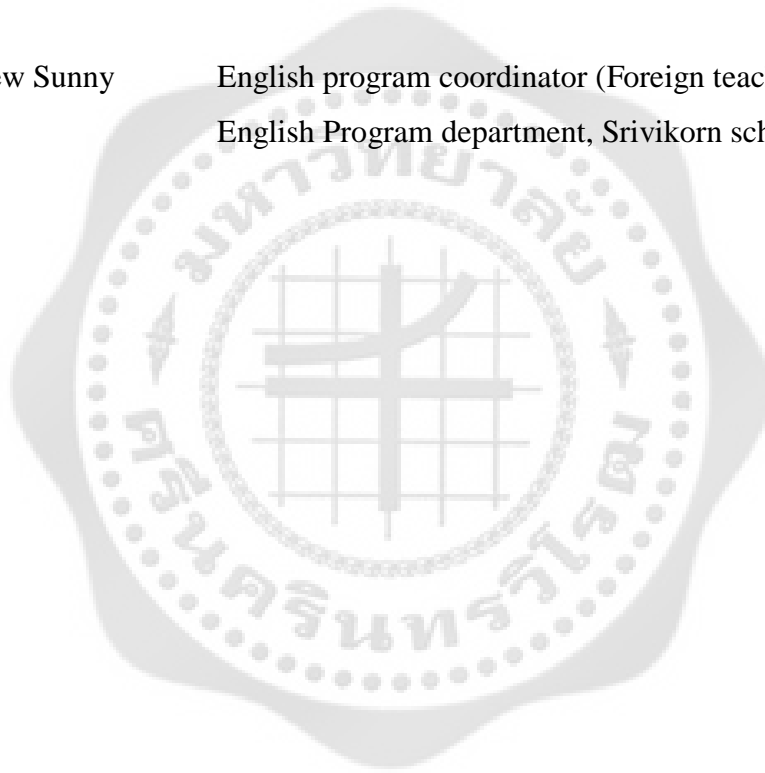 ew Sunny English program coordinator (Foreign teac
English Program department, Srivikorn sch
มหาวิทยาลัย
ศรีนครินทรวิโรฒ